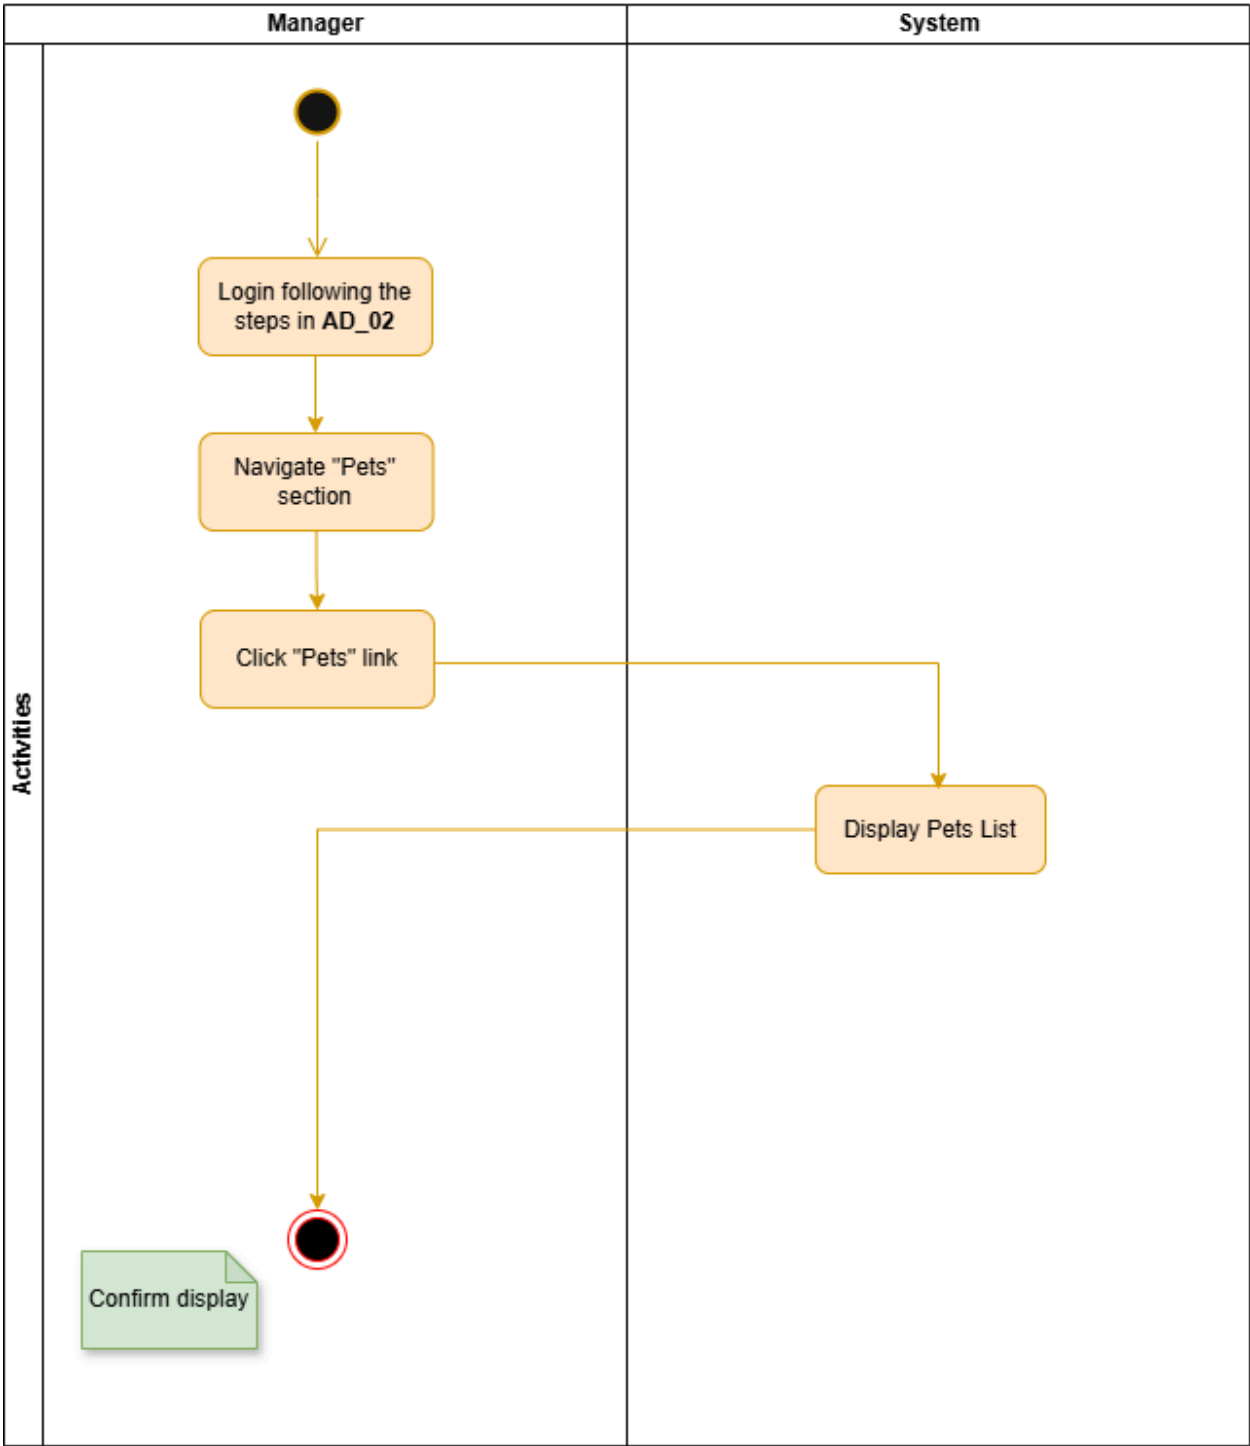 Manager
System
Activities
Login following the
steps in AD_02
Navigate "Pets"
section
Click "Pets" link
Display Pets List
Confirm display